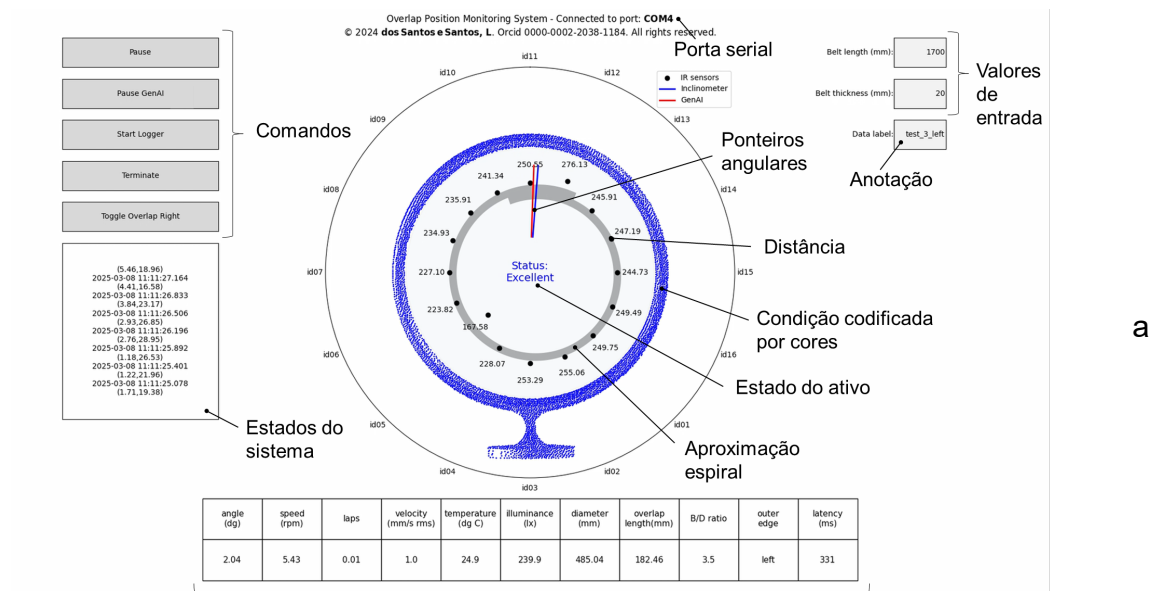 Overlap Position Monitoring System - Connected to port: COM4
© 2024 dos Santos e Santos, L. Orcid 0000-0002-2038-1184. All rights reserved.
Porta serial
Pause
Pause GenAI
Start Logger
Terminate
Toggle Overlap Right
Comandos
(5.46,18.96)
2025-03-08 11:11:27.164
(4.41,16.58)
2025-03-08 11:11:26.833
(3.84,23.17)
2025-03-08 11:11:26.506
(2.93,26.85)
2025-03-08 11:11:26.196
(2.76,28.95)
2025-03-08 11:11:25.892
(1.18,26.53)
2025-03-08 11:11:25.401
(1.22,21.96)
2025-03-08 11:11:25.078
(1.71,19.38)
Estados do
sistema
id11
id10
id12
id09
id13
id08
id14
id07
id15
id06
id16
id05
id01
id04
id02
id03
IR sensors
Inclinometer
GenAI
250.55
276.13
241.34
245.91
235.91
247.19
234.93
227.10
244.73
223.82
249.49
167.58
249.75
228.07
255.06
253.29
Status:
Excellent
Belt length (mm): 1700
Belt thickness (mm): 20
Data label: test_3_left
Valores
de
entrada
Anotação
Ponteiros
angulares
Distância
Condição codificada
por cores
Estado do ativo
Aproximação
espiral
a
angle
(dg)
speed
(rpm)
laps
velocity
(mm/s rms)
temperature
(dg C)
illuminance
(lx)
diameter
(mm)
overlap
length(mm)
B/D ratio
outer
edge
latency
(ms)
2.04 5.43 0.01 1.0 24.9 239.9 485.04 182.46 3.5 left 331